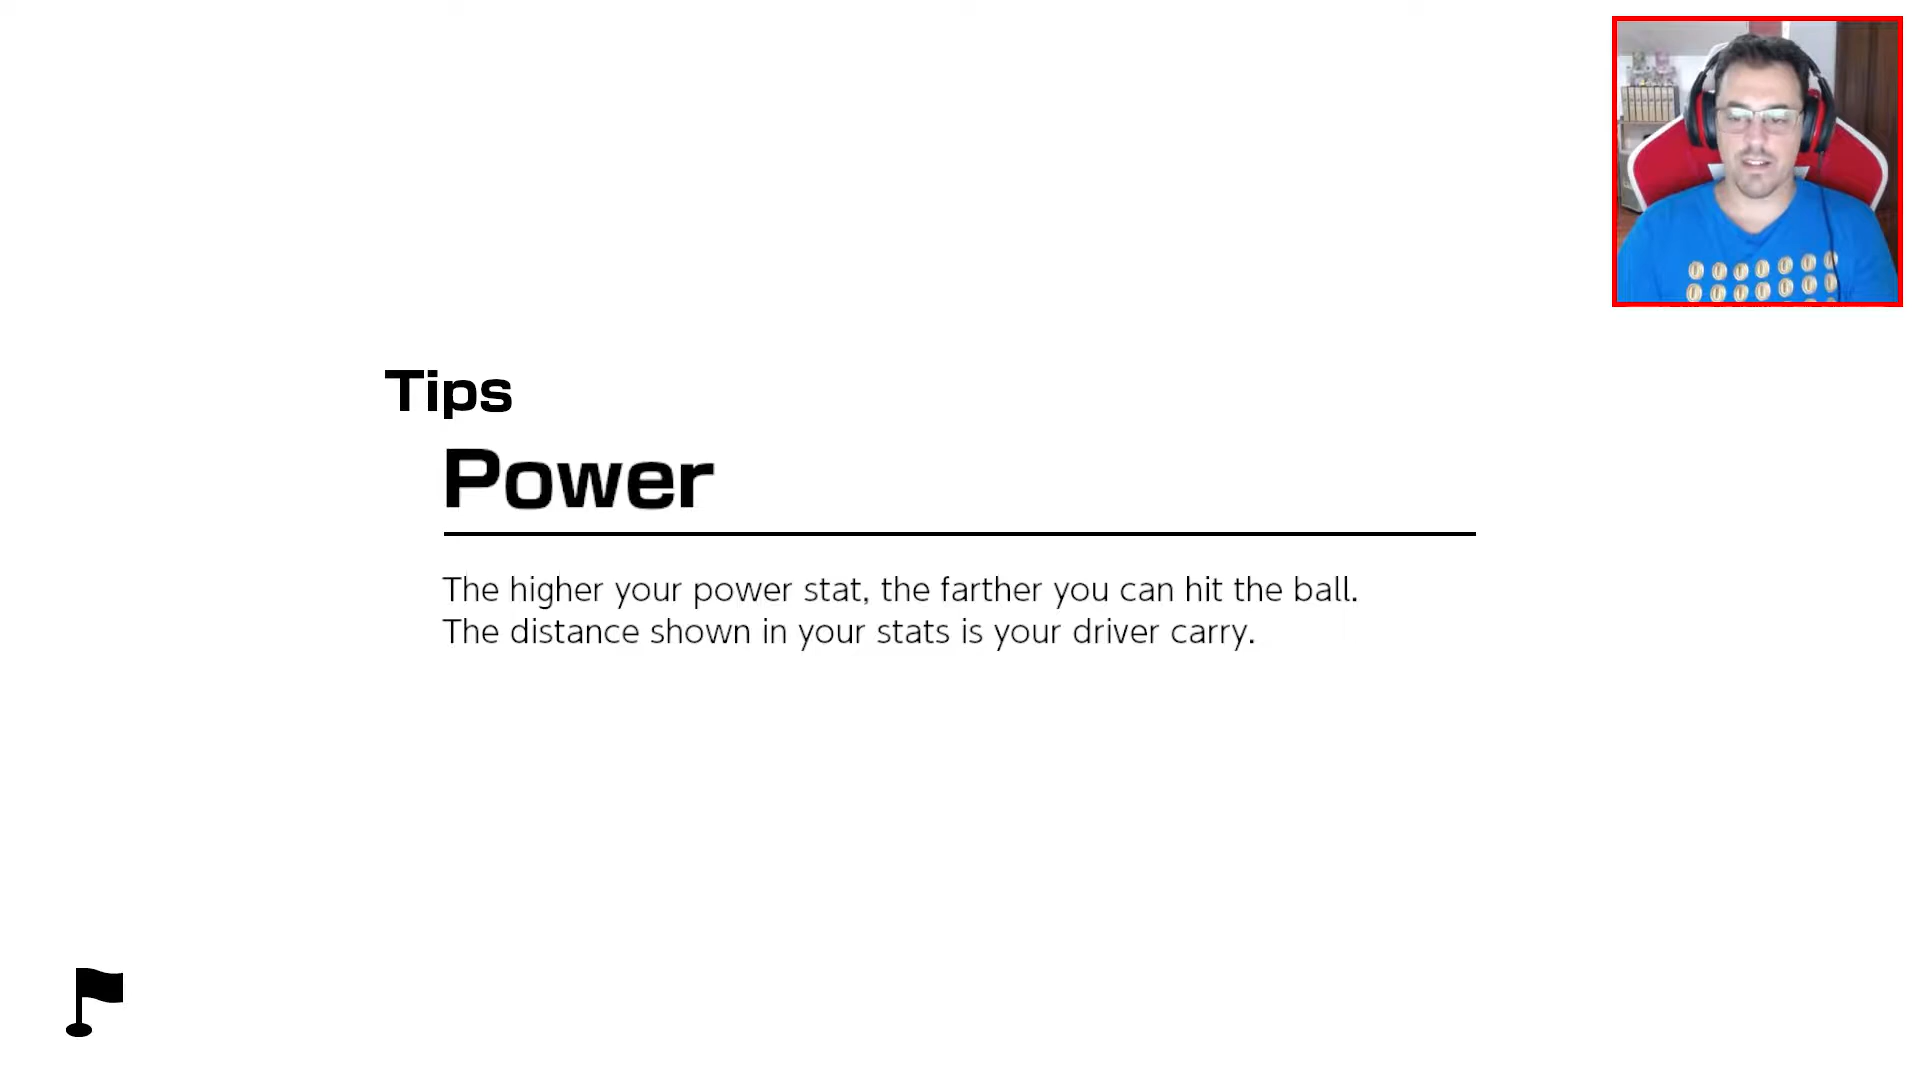 Tips
Power
The higher your power stat, the farther you can hit the ball.
The distance shown in your stats is your driver carry.